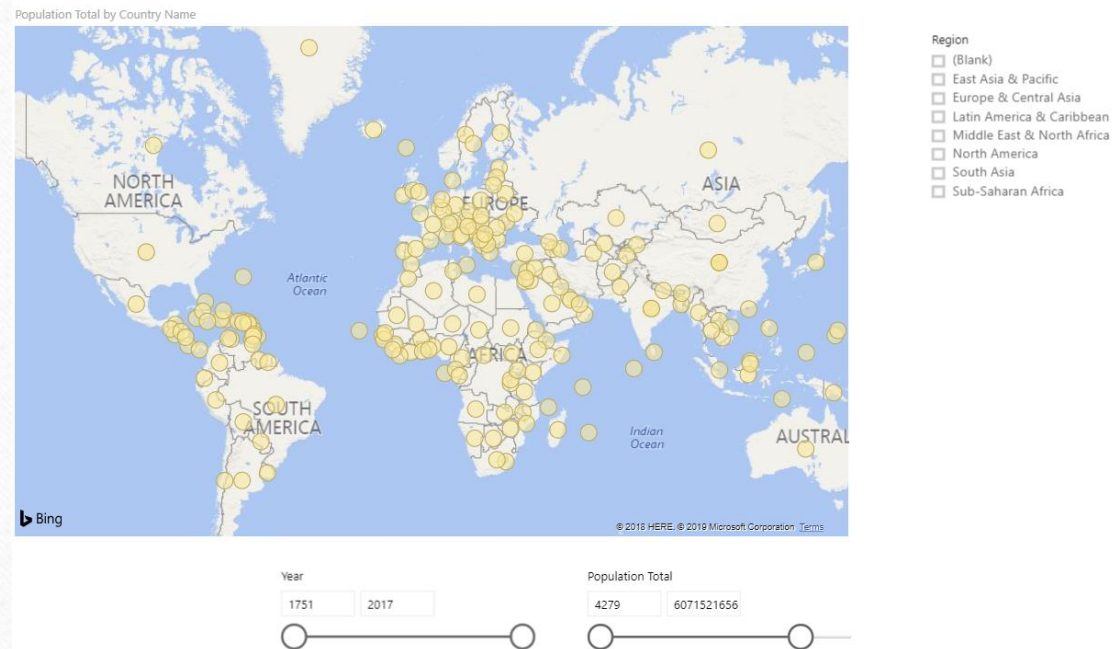 Population Total by Country Name
Region
(Blank)
East Asia & Pacific
Europe & Central Asia
Latin America & Caribbean
Middle East & North Africa
North America
South Asia
Sub-Saharan Africa
NORTH
AMERICA
EUROPE
ASIA
Atlantic
Ocean
AFRICA
SOUTH
AMERICA
Indian
Ocean
AUSTRAL
Bing
© 2018 HERE, © 2019 Microsoft Corporation Terms
Year
1751 2017
Population Total
4279 6071521656